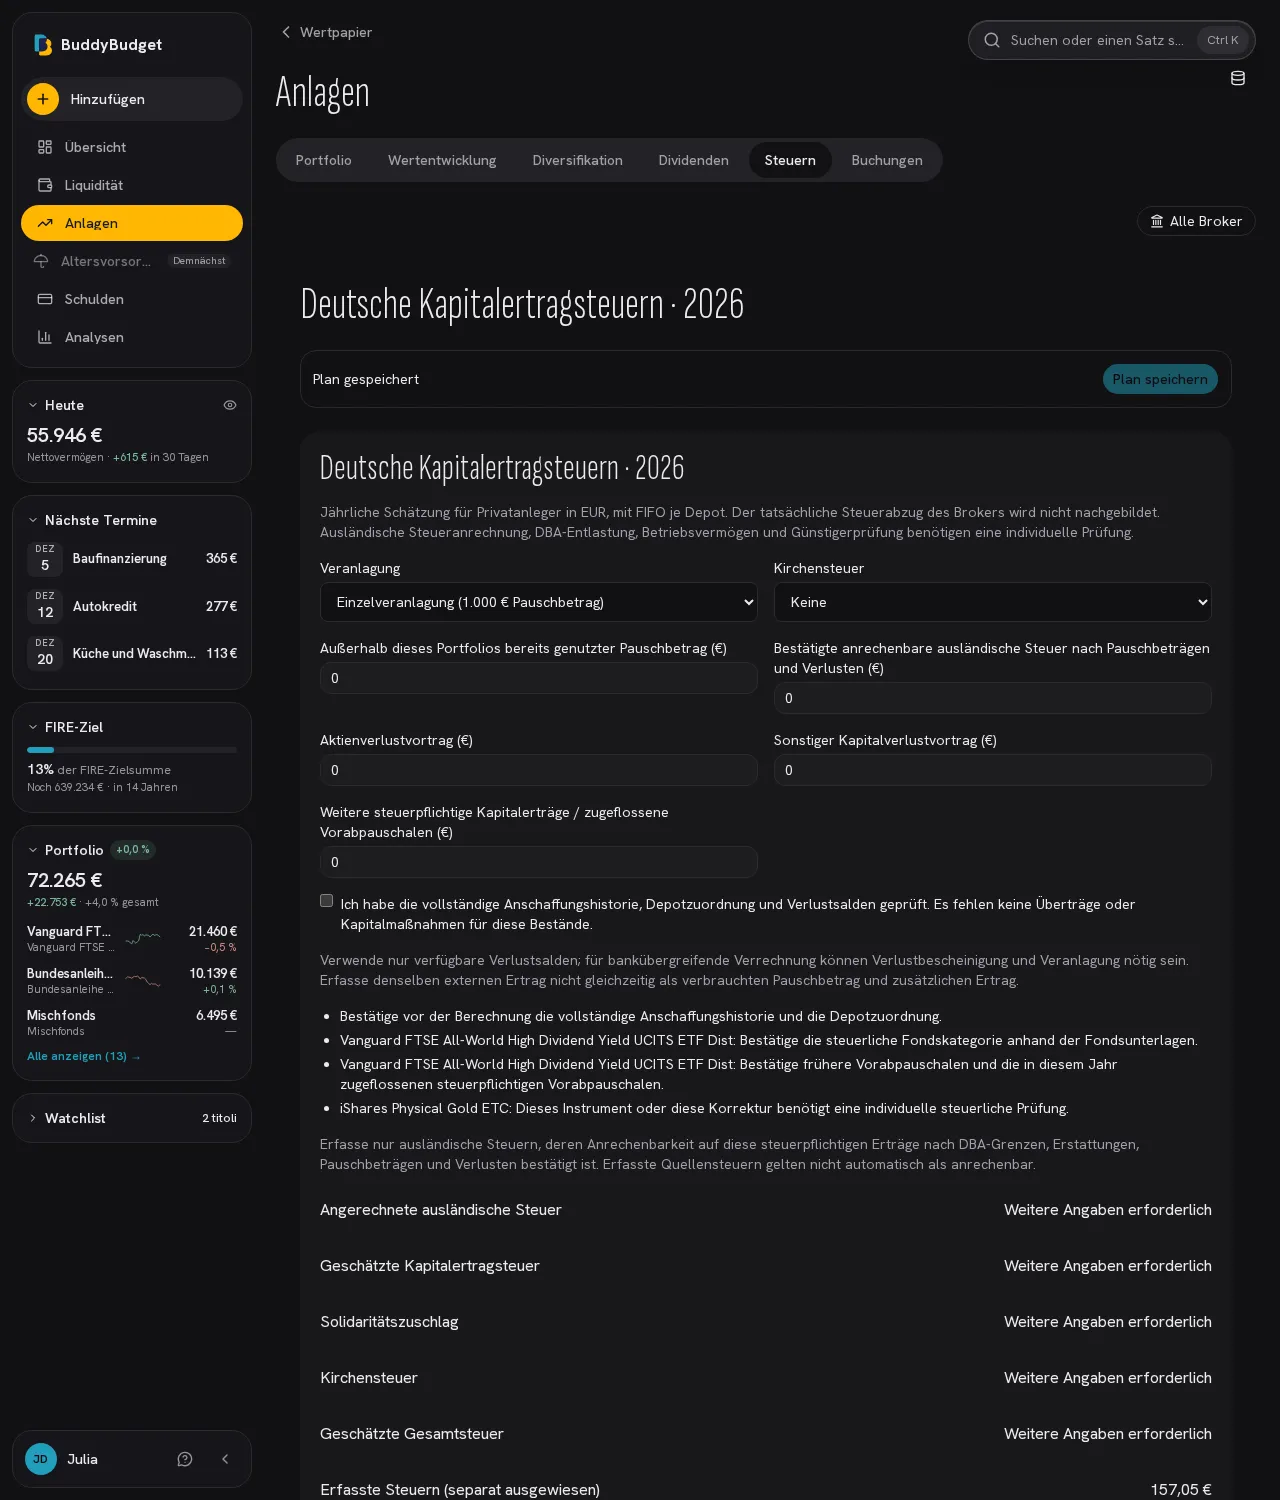 BuddyBudget
Hinzufügen
Übersicht
Liquidität
Anlagen
Altersvorsor... Demnächst
Schulden
Analysen
Heute
55.946 €
Nettovermögen · +615 € in 30 Tagen
Nächste Termine
DEZ
5
Baufinanzierung 365 €
DEZ
12
Autokredit 277 €
DEZ
20
Küche und Waschm... 113 €
FIRE-Ziel
13% der FIRE-Zielsumme
Noch 639.234 € · in 14 Jahren
Portfolio +0,0 %
72.265 €
+22.753 € · +4,0 % gesamt
Vanguard FT... 21.460 €
Vanguard FTSE ... −0,5 %
Bundesanleih... 10.139 €
Bundesanleihe ... +0,1 %
Mischfonds 6.495 €
Mischfonds —
Alle anzeigen (13) →
Watchlist 2 titoli
JD Julia
Wertpapier
Suchen oder einen Satz s... Ctrl K
Anlagen
Portfolio Wertentwicklung Diversifikation Dividenden Steuern Buchungen
Alle Broker
Deutsche Kapitalertragsteuern · 2026
Plan gespeichert Plan speichern
Deutsche Kapitalertragsteuern · 2026
Jährliche Schätzung für Privatanleger in EUR, mit FIFO je Depot. Der tatsächliche Steuerabzug des Brokers wird nicht nachgebildet.
Ausländische Steueranrechnung, DBA-Entlastung, Betriebsvermögen und Günstigerprüfung benötigen eine individuelle Prüfung.
Veranlagung
Einzelveranlagung (1.000 € Pauschbetrag)
Kirchensteuer
Keine
Außerhalb dieses Portfolios bereits genutzter Pauschbetrag (€)
0
Bestätigte anrechenbare ausländische Steuer nach Pauschbeträgen
und Verlusten (€)
0
Aktienverlustvortrag (€)
0
Sonstiger Kapitalverlustvortrag (€)
0
Weitere steuerpflichtige Kapitalerträge / zugeflossene
Vorabpauschalen (€)
0
Ich habe die vollständige Anschaffungshistorie, Depotzuordnung und Verlustsalden geprüft. Es fehlen keine Überträge oder
Kapitalmaßnahmen für diese Bestände.
Verwende nur verfügbare Verlustsalden; für bankübergreifende Verrechnung können Verlustbescheinigung und Veranlagung nötig sein.
Erfasse denselben externen Ertrag nicht gleichzeitig als verbrauchten Pauschbetrag und zusätzlichen Ertrag.
• Bestätige vor der Berechnung die vollständige Anschaffungshistorie und die Depotzuordnung.
• Vanguard FTSE All-World High Dividend Yield UCITS ETF Dist: Bestätige die steuerliche Fondskategorie anhand der Fondsunterlagen.
• Vanguard FTSE All-World High Dividend Yield UCITS ETF Dist: Bestätige frühere Vorabpauschalen und die in diesem Jahr
zugeflossenen steuerpflichtigen Vorabpauschalen.
• iShares Physical Gold ETC: Dieses Instrument oder diese Korrektur benötigt eine individuelle steuerliche Prüfung.
Erfasse nur ausländische Steuern, deren Anrechenbarkeit auf diese steuerpflichtigen Erträge nach DBA-Grenzen, Erstattungen,
Pauschbeträgen und Verlusten bestätigt ist. Erfasste Quellensteuern gelten nicht automatisch als anrechenbar.
Angerechnete ausländische Steuer Weitere Angaben erforderlich
Geschätzte Kapitalertragsteuer Weitere Angaben erforderlich
Solidaritätszuschlag Weitere Angaben erforderlich
Kirchensteuer Weitere Angaben erforderlich
Geschätzte Gesamtsteuer Weitere Angaben erforderlich
Erfasste Steuern (separat ausgewiesen) 157,05 €